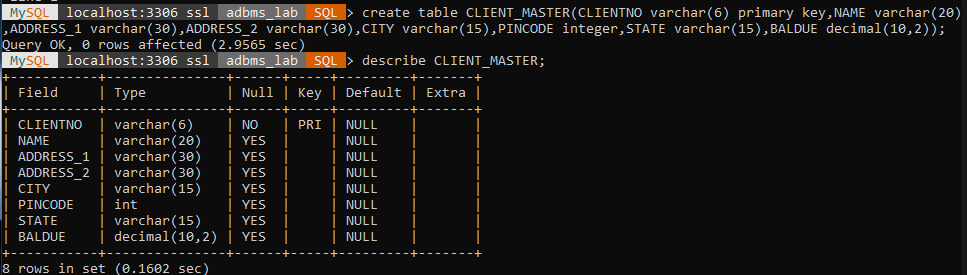 MySQL localhost:3306 ssl adbms_lab SQL > create table CLIENT_MASTER(CLIENTNO varchar(6) primary key,NAME varchar(20)
,ADDRESS_1 varchar(30),ADDRESS_2 varchar(30),CITY varchar(15),PINCODE integer,STATE varchar(15),BALDUE decimal(10,2));
Query OK, 0 rows affected (2.9565 sec)
MySQL localhost:3306 ssl adbms_lab SQL > describe CLIENT_MASTER;
+-----------+---------------+------+-----+---------+-------+
| Field     | Type          | Null | Key | Default | Extra |
+-----------+---------------+------+-----+---------+-------+
| CLIENTNO  | varchar(6)    | NO   | PRI | NULL    |       |
| NAME      | varchar(20)   | YES  |     | NULL    |       |
| ADDRESS_1 | varchar(30)   | YES  |     | NULL    |       |
| ADDRESS_2 | varchar(30)   | YES  |     | NULL    |       |
| CITY      | varchar(15)   | YES  |     | NULL    |       |
| PINCODE   | int           | YES  |     | NULL    |       |
| STATE     | varchar(15)   | YES  |     | NULL    |       |
| BALDUE    | decimal(10,2) | YES  |     | NULL    |       |
+-----------+---------------+------+-----+---------+-------+
8 rows in set (0.1602 sec)